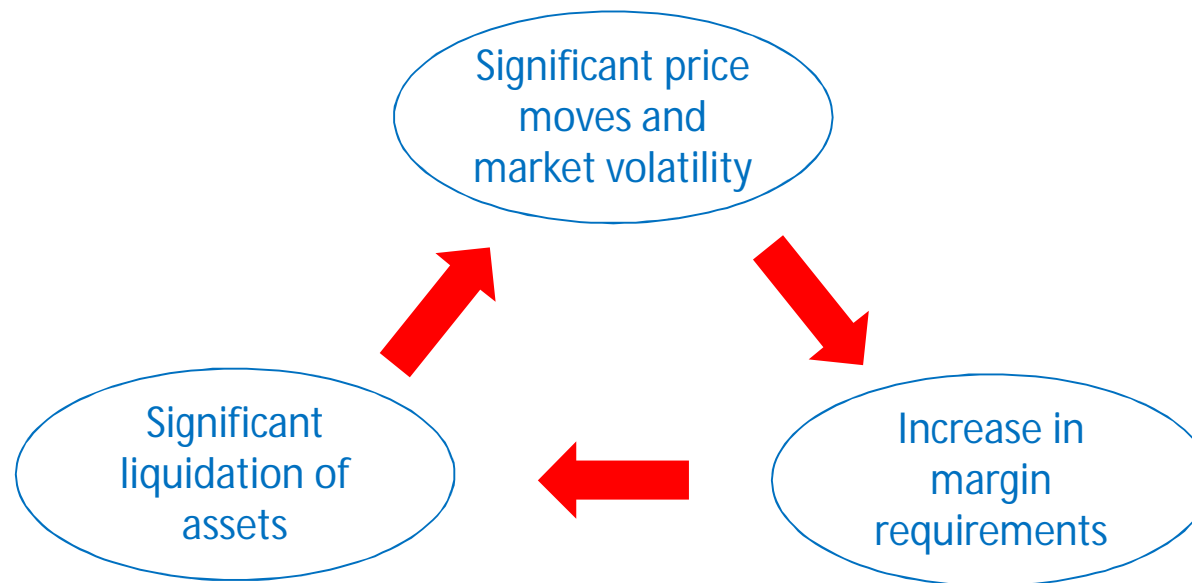 Significant price
moves and
market volatility
Significant
liquidation of
assets
Increase in
margin
requirements